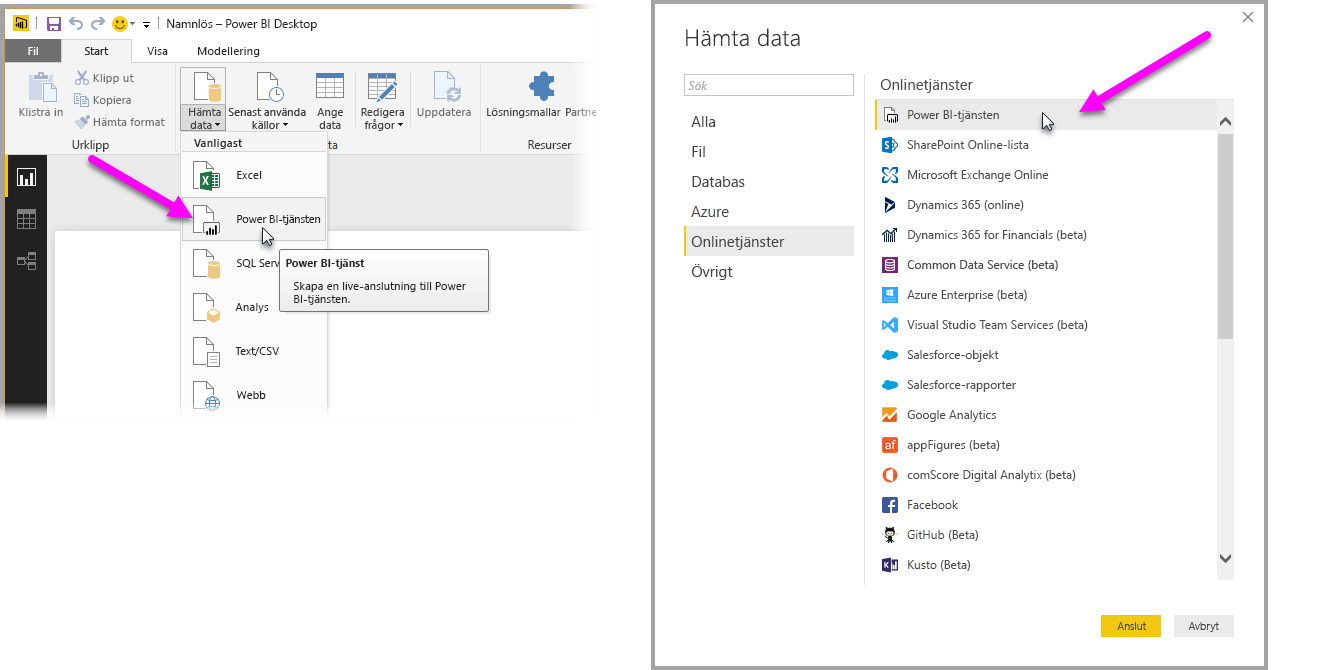 Namnlös – Power BI Desktop
Fil
Start
Visa
Modellering
Klistra in
Klipp ut
Kopiera
Hämta format
Urklipp
Hämta
data
Senast använda
källor
Ange
data
Redigera
frågor
Uppdatera
Lösningsmallar
Partne
ta
Resurser
Vanligast
Excel
Power BI-tjänsten
SQL Serv
Analys
Text/CSV
Webb
Power BI-tjänst
Skapa en live-anslutning till Power
BI-tjänsten.
Hämta data
Sök
Alla
Fil
Databas
Azure
Onlinetjänster
Övrigt
Onlinetjänster
Power BI-tjänsten
SharePoint Online-lista
Microsoft Exchange Online
Dynamics 365 (online)
Dynamics 365 for Financials (beta)
Common Data Service (beta)
Azure Enterprise (beta)
Visual Studio Team Services (beta)
Salesforce-objekt
Salesforce-rapporter
Google Analytics
appFigures (beta)
comScore Digital Analytix (beta)
Facebook
GitHub (Beta)
Kusto (Beta)
Anslut
Avbryt